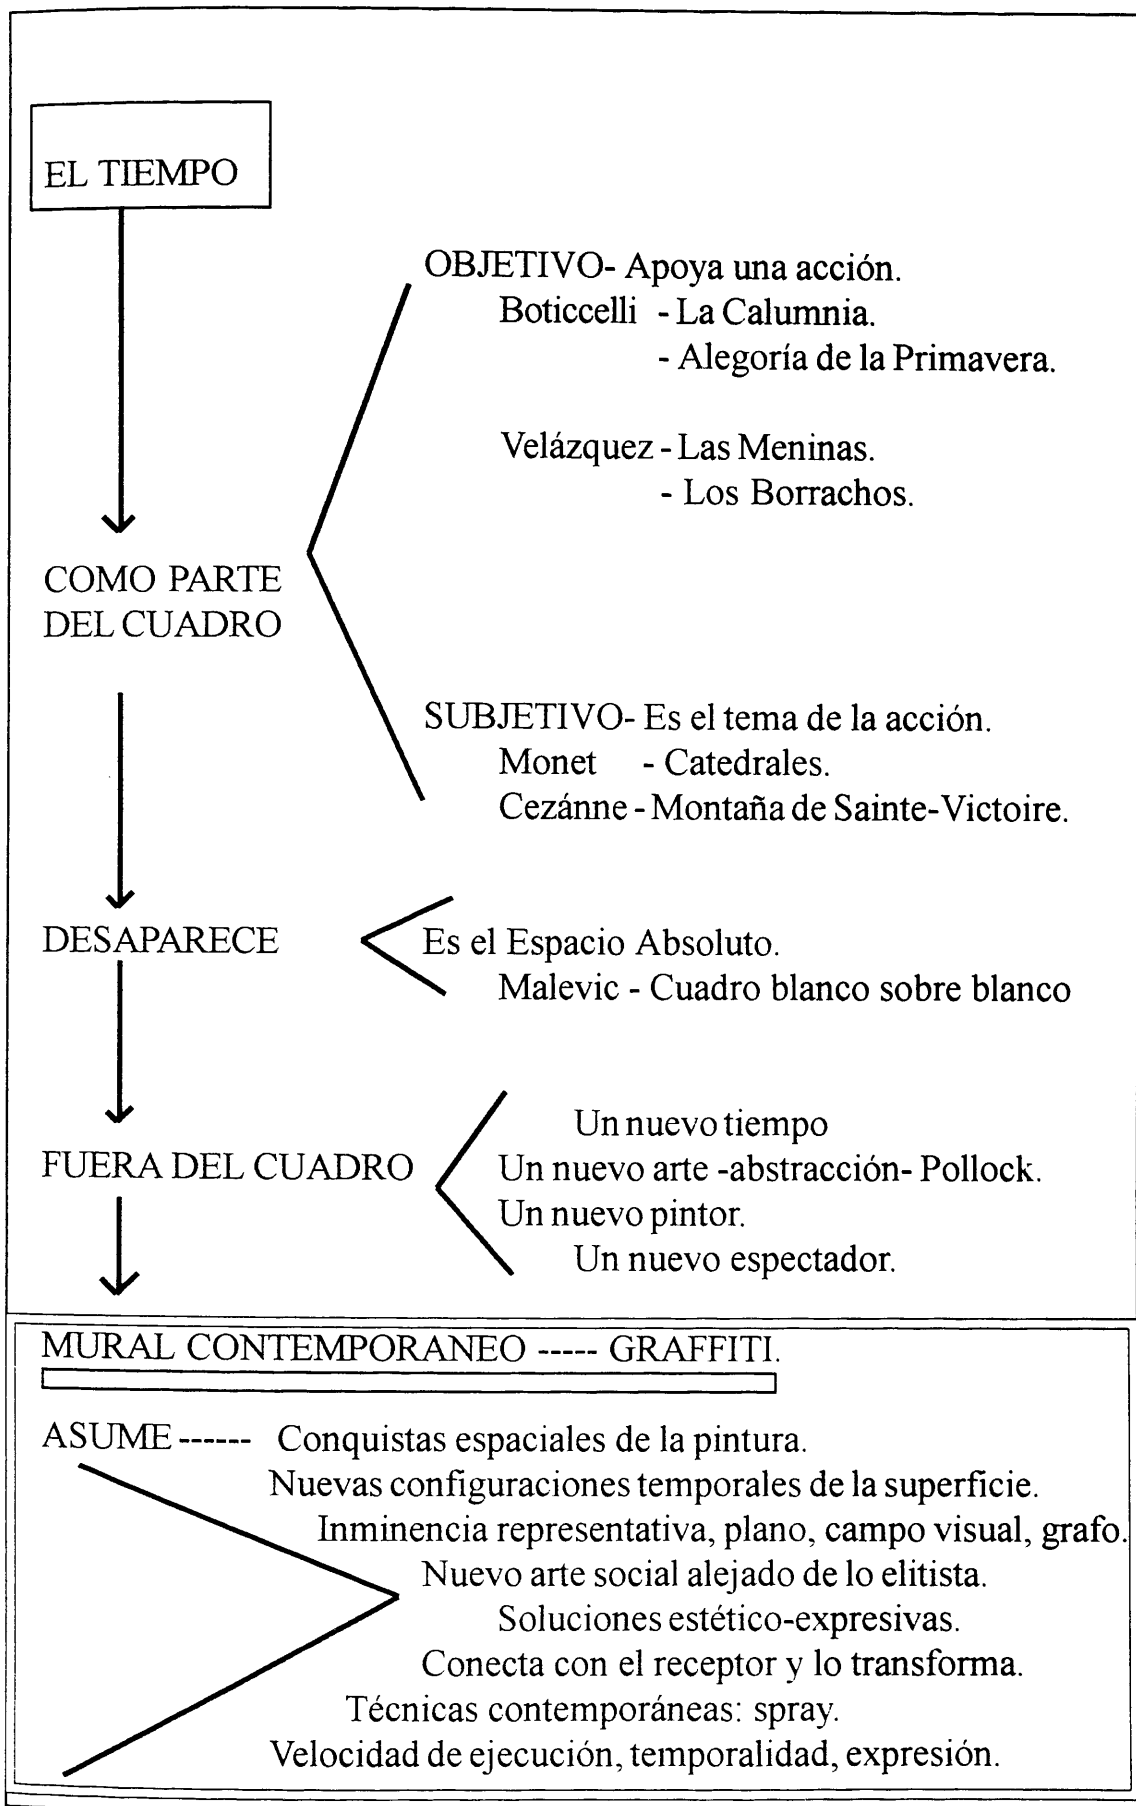 EL TIEMPO
OBJETIVO- Apoya una acción.
Boticcelli - La Calumnia.
- Alegoría de la Primavera.
Velázquez - Las Meninas.
- Los Borrachos.
COMO PARTE
DEL CUADRO
SUBJETIVO- Es el tema de la acción.
Monet - Catedrales.
Cezánne - Montaña de Sainte-Victoire.
DESAPARECE
Es el Espacio Absoluto.
Malevic - Cuadro blanco sobre blanco
FUERA DEL CUADRO
Un nuevo tiempo
Un nuevo arte -abstracción- Pollock.
Un nuevo pintor.
Un nuevo espectador.
MURAL CONTEMPORANEO ----- GRAFFITI.
ASUME ------ Conquistas espaciales de la pintura.
Nuevas configuraciones temporales de la superficie.
Inminencia representativa, plano, campo visual, grafo.
Nuevo arte social alejado de lo elitista.
Soluciones estético-expresivas.
Conecta con el receptor y lo transforma.
Técnicas contemporáneas: spray.
Velocidad de ejecución, temporalidad, expresión.